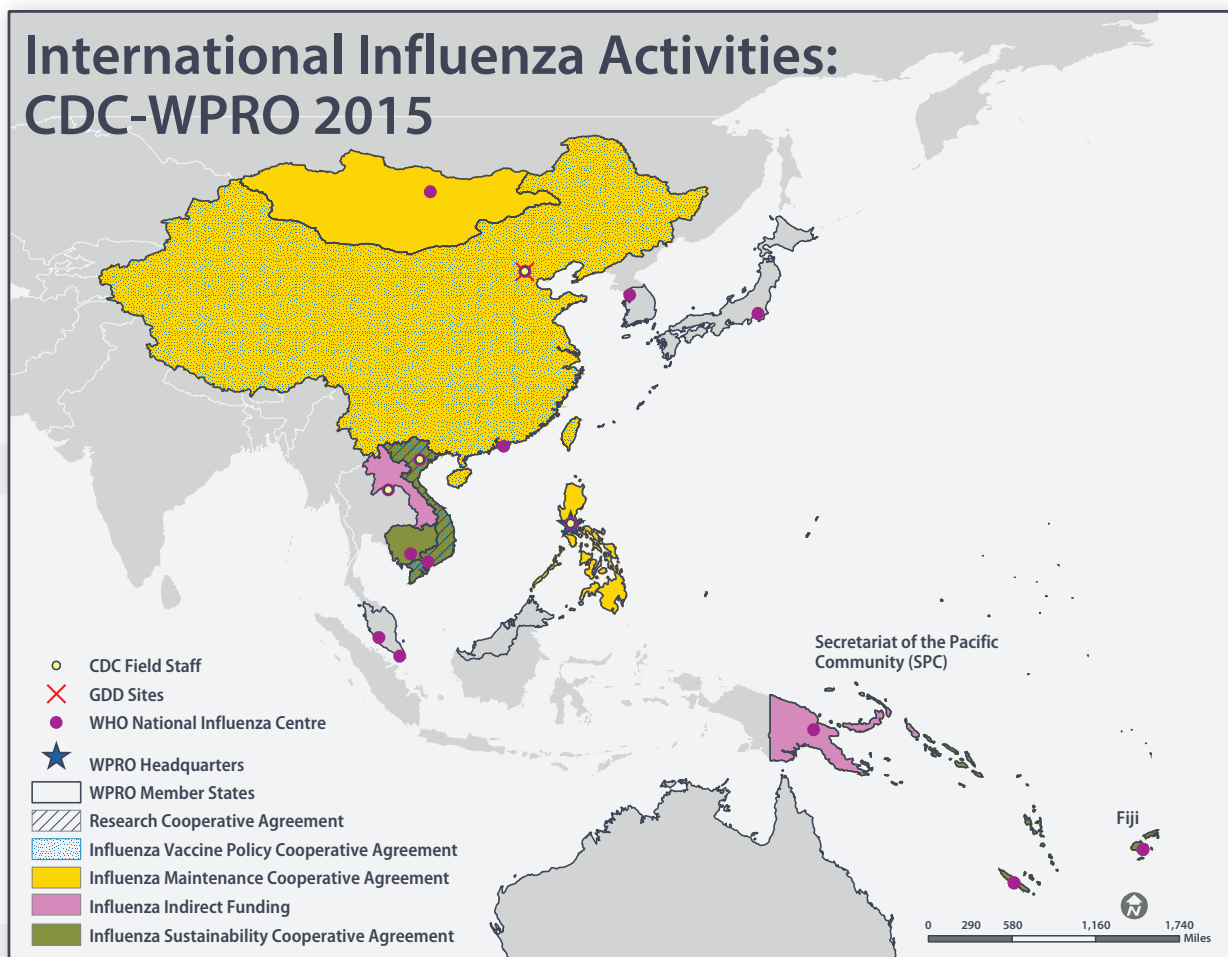 International Influenza Activities:
CDC-WPRO 2015
Secretariat of the Pacific
Community (SPC)
Fiji
CDC Field Staff
GDD Sites
WHO National Influenza Centre
WPRO Headquarters
WPRO Member States
Research Cooperative Agreement
Influenza Vaccine Policy Cooperative Agreement
Influenza Maintenance Cooperative Agreement
Influenza Indirect Funding
Influenza Sustainability Cooperative Agreement
N
0 290 580 1,160 1,740
Miles